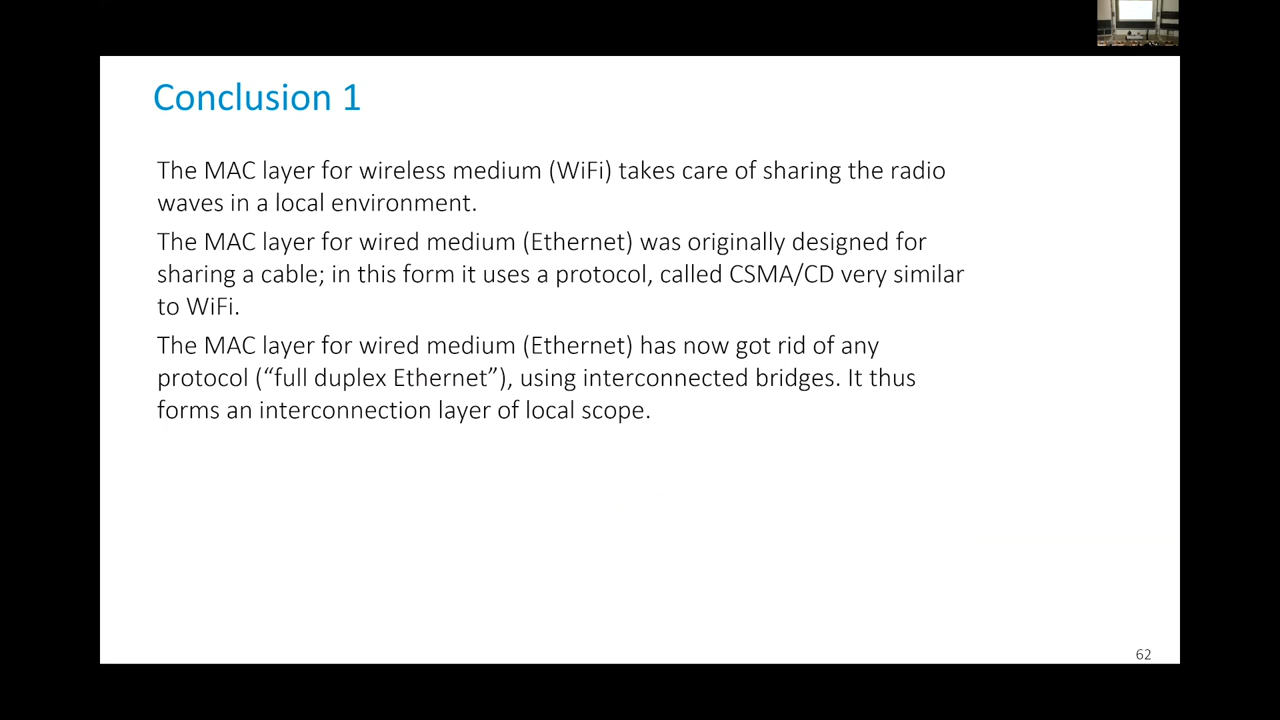 Conclusion 1
The MAC layer for wireless medium (WiFi) takes care of sharing the radio
waves in a local environment.
The MAC layer for wired medium (Ethernet) was originally designed for
sharing a cable; in this form it uses a protocol, called CSMA/CD very similar
to WiFi.
The MAC layer for wired medium (Ethernet) has now got rid of any
protocol (“full duplex Ethernet”), using interconnected bridges. It thus
forms an interconnection layer of local scope.
62